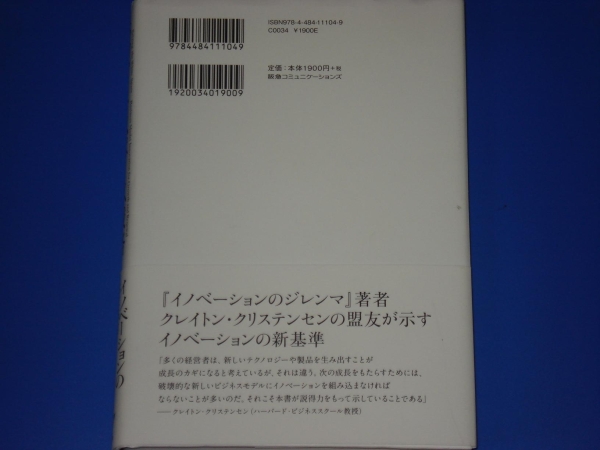 ISBN978-4-484-11104-9
C0034 ¥1900E
9784484111049
定価:本体1900円+税
阪急コミュニケーションズ
1920034019009
『イノベーションのジレンマ』著者
クレイトン・クリステンセンの盟友が示す
イノベーションの新基準
「多くの経営者は、新しいテクノロジーや製品を生み出すことが
成長のカギになると考えているが、それは違う。次の成長をもたらすためには、
破壊的な新しいビジネスモデルにイノベーションを組み込まなければ
ならないことが多いのだ。それこそ本書が説得力をもって示していることである」
── クレイトン・クリステンセン(ハーバード・ビジネススクール教授)
イノベーションの